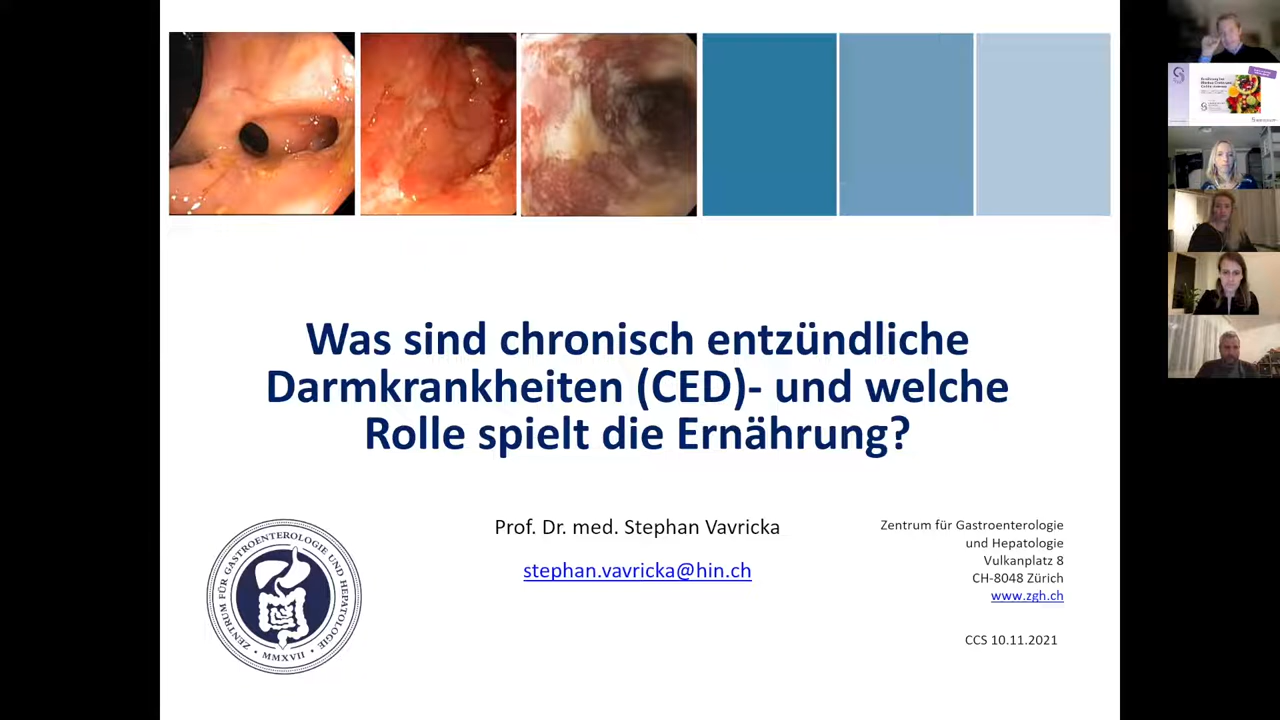 Was sind chronisch entzündliche
Darmkrankheiten (CED)- und welche
Rolle spielt die Ernährung?
Prof. Dr. med. Stephan Vavricka
stephan.vavricka@hin.ch
Zentrum für Gastroenterologie
und Hepatologie
Vulkanplatz 8
CH-8048 Zürich
www.zgh.ch
CCS 10.11.2021
ZENTRUM FÜR GASTROENTEROLOGIE UND HEPATOLOGIE
• MMXVII •